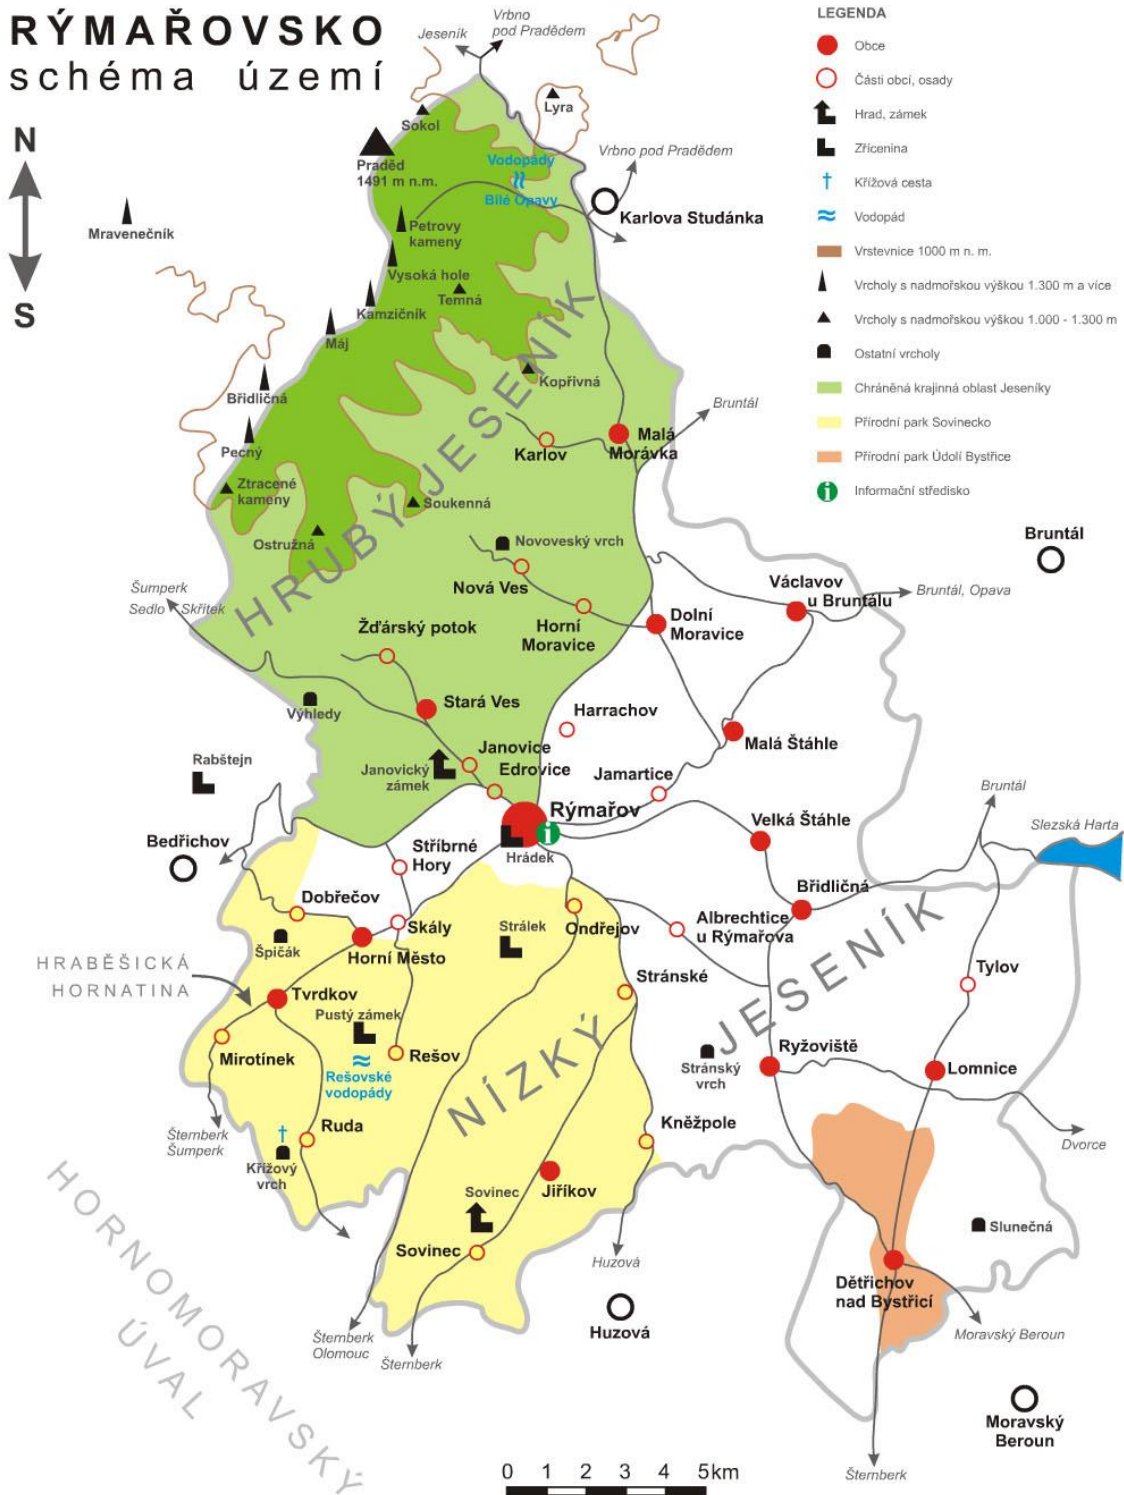 RÝMAŘOVSKO
schéma území
N
S
LEGENDA
Obce
Části obcí, osady
Hrad, zámek
Zřícenina
Křížová cesta
Vodopád
Vrstevnice 1000 m n. m.
Vrcholy s nadmořskou výškou 1.300 m a více
Vrcholy s nadmořskou výškou 1.000 - 1.300 m
Ostatní vrcholy
Chráněná krajinná oblast Jeseníky
Přírodní park Sovinecko
Přírodní park Údolí Bystřice
Informační středisko
Vrbno
pod Pradědem
Jeseník
Lyra
Sokol
Praděd
1491 m n.m.
Vodopády
Bílé Opavy
Vrbno pod Pradědem
Karlova Studánka
Mravenečník
Petrovy
kameny
Vysoká hole
Temná
Kamzičník
Máj
Kopřivná
Břidličná
Bruntál
Malá
Morávka
Karlov
Pecný
Ztracené
kameny
Soukenná
Ostružná
HRUBÝ JESENÍK
Novoveský vrch
Nová Ves
Bruntál
Šumperk
Sedlo Skřítek
Žďárský potok
Horní
Moravice
Dolní
Moravice
Václavov
u Bruntálu
Bruntál, Opava
Výhledy
Stará Ves
Harrachov
Malá Štáhle
Janovice
Edrovice
Janovický
zámek
Jamartice
Rabštejn
Rýmařov
Hrádek
Velká Štáhle
Bruntál
Slezská Harta
Bedřichov
Stříbrné
Hory
Břidličná
Dobřečov
Skály
Strálek
Ondřejov
Albrechtice
u Rýmařova
Špičák
Horní Město
HRABĚŠICKÁ
HORNATINA
Tvrdkov
Stránské
Tylov
Pustý zámek
Mirotínek
Rešov
Rešovské
vodopády
NÍZKÝ JESENÍK
Stránský
vrch
Ryžoviště
Lomnice
Šternberk
Šumperk
Ruda
Kněžpole
Dvorce
Křížový
vrch
Jiříkov
Sovinec
Sovinec
Slunečná
Huzová
Dětřichov
nad Bystřicí
Huzová
Moravský Beroun
Šternberk
Olomouc
Šternberk
HORNOMORAVSKÝ
ÚVAL
Moravský
Beroun
Šternberk
0 1 2 3 4 5km